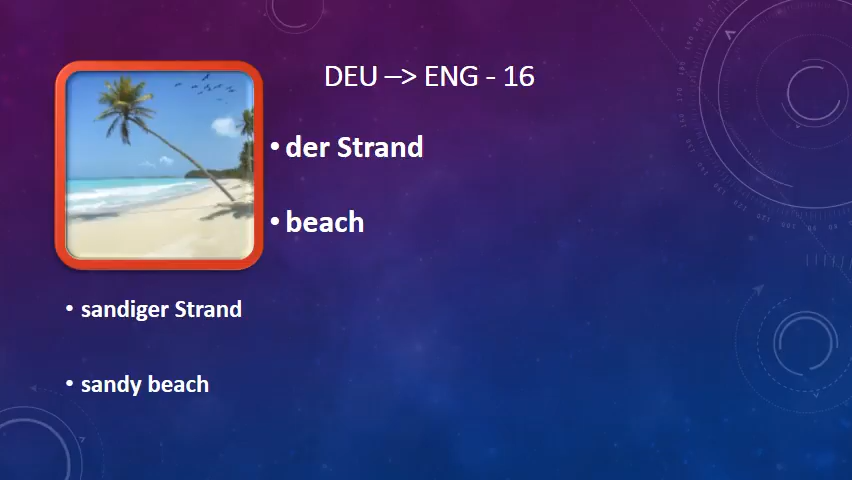 DEU –> ENG - 16
• der Strand
• beach
• sandiger Strand
• sandy beach